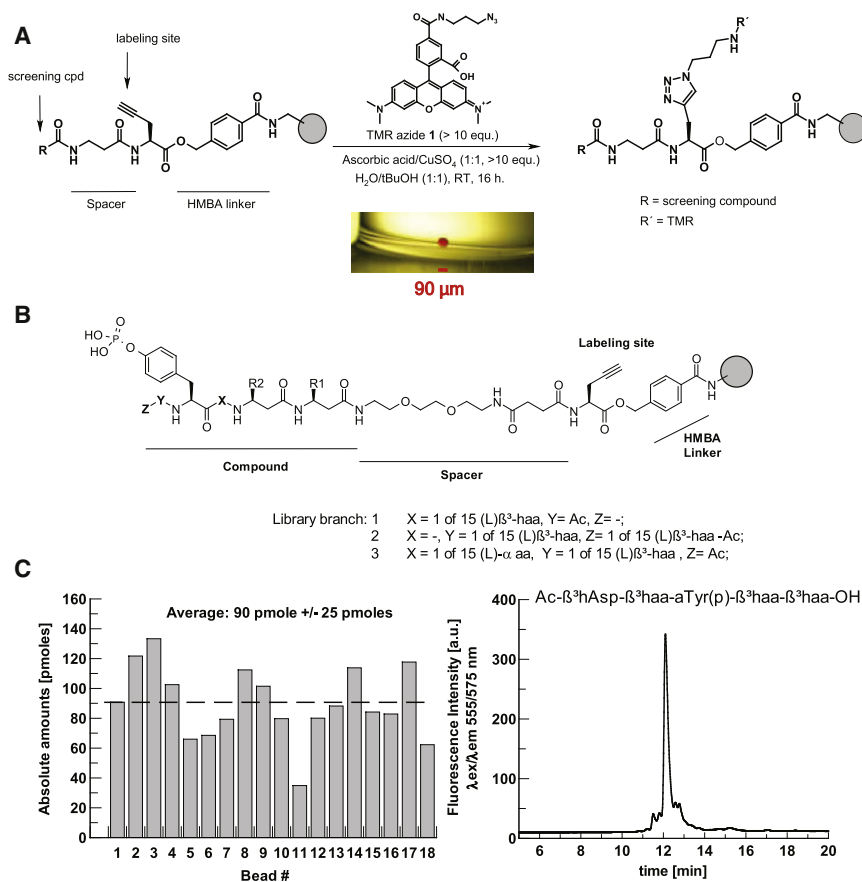 A
labeling site
screening cpd
R
O
N
H
O
N
H
O
O
O
N
H
Spacer
HMBA linker
O
N
H
N3
O
OH
N
O
N+
TMR azide 1 (> 10 equ.)
Ascorbic acid/CuSO4 (1:1, >10 equ.)
H2O/tBuOH (1:1), RT, 16 h.
90 µm
R´
N
H
N
N
N
R
O
N
H
O
N
H
O
O
O
N
H
R = screening compound
R´ = TMR
B
HO
HO
P
O
O
Z
Y
N
H
O
X
N
H
R2
O
N
H
R1
O
N
H
O
O
H
N
O
O
N
H
O
O
O
N
H
Labeling site
HMBA
Linker
Compound
Spacer
Library branch: 1 X = 1 of 15 (L)ß³-haa, Y= Ac, Z= -;
2 X = -, Y = 1 of 15 (L)ß³-haa, Z= 1 of 15 (L)ß³-haa -Ac;
3 X = 1 of 15 (L)-α aa, Y = 1 of 15 (L)ß³-haa , Z= Ac;
C
Average: 90 pmole +/- 25 pmoles
Absolute amounts [pmoles]
160
140
120
100
80
60
40
20
0
1 2 3 4 5 6 7 8 9 10 11 12 13 14 15 16 17 18
Bead #
Ac-ß³hAsp-ß³haa-aTyr(p)-ß³haa-ß³haa-OH
Fluorescence Intensity [a.u.]
λex/λem 555/575 nm
400
300
200
100
0
6 8 10 12 14 16 18 20
time [min]